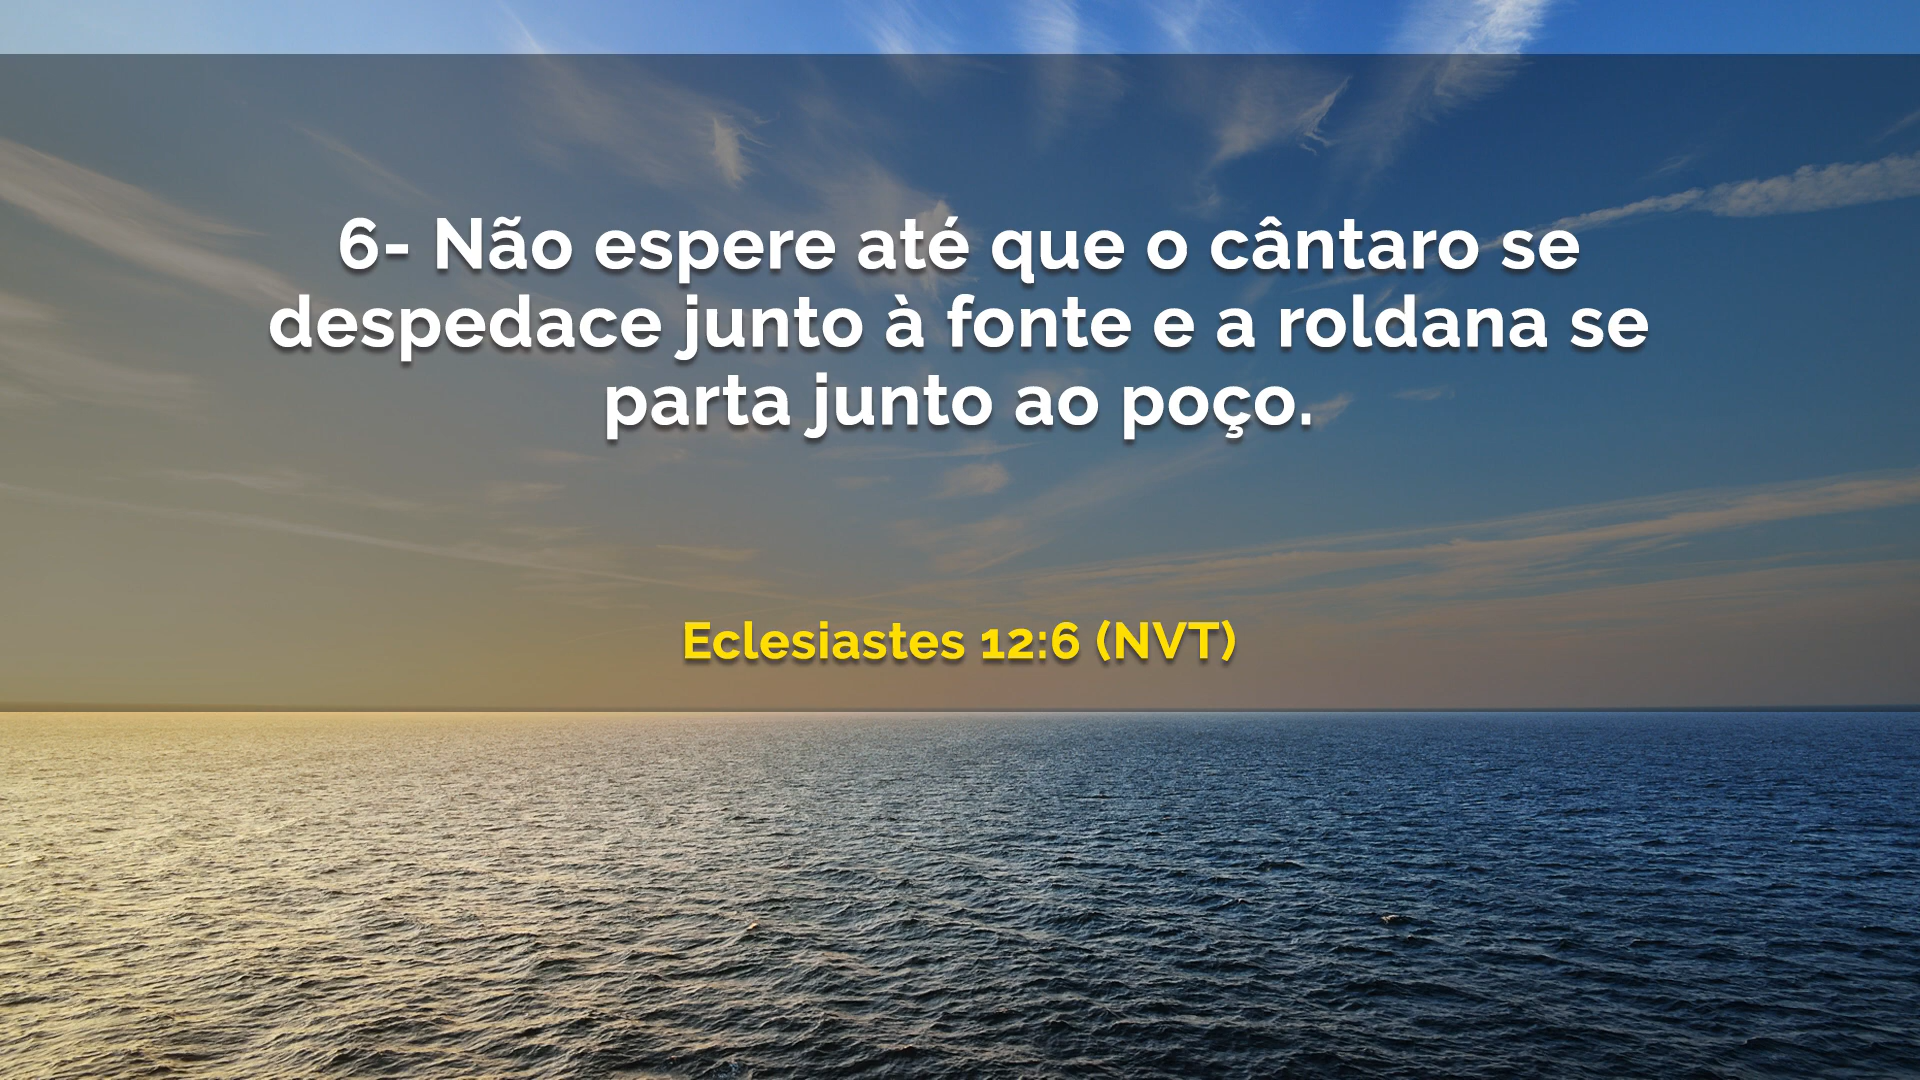 6- Não espere até que o cântaro se
despedace junto à fonte e a roldana se
parta junto ao poço.
Eclesiastes 12:6 (NVT)